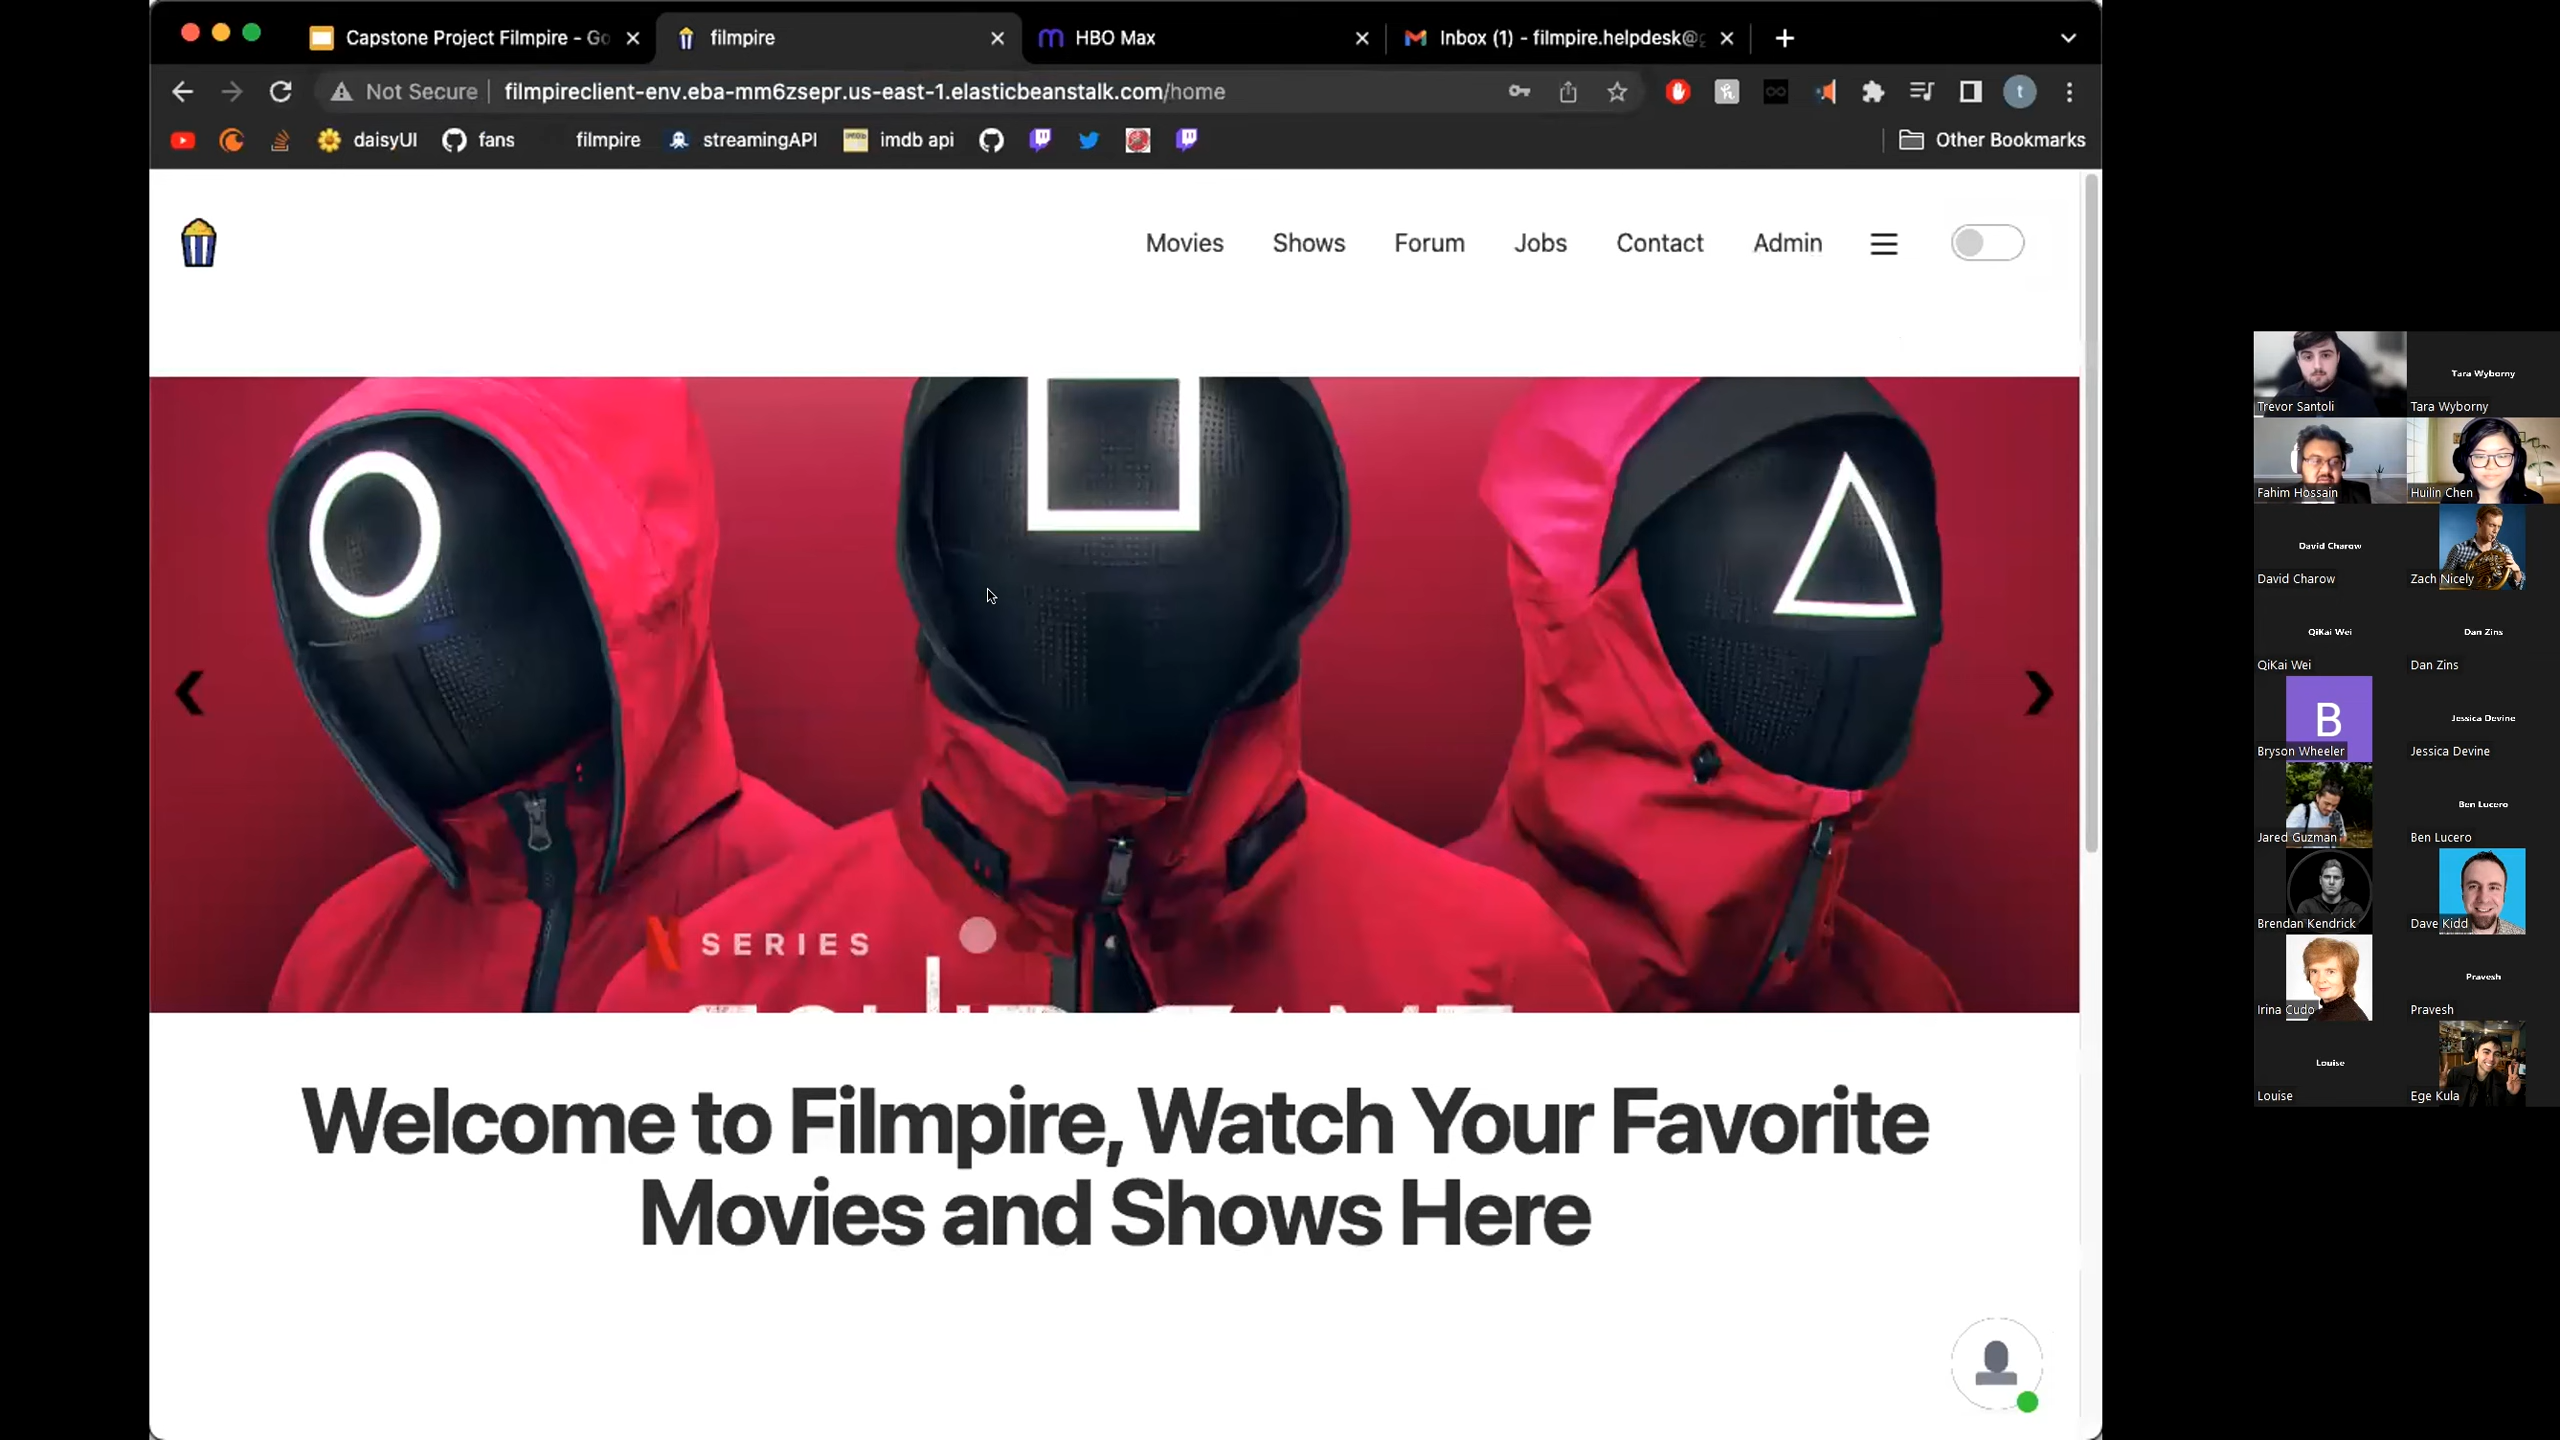 Capstone Project Filmpire - Go
filmpire
HBO Max
Inbox (1) - filmpire.helpdesk@g
Not Secure
filmpireclient-env.eba-mm6zsepr.us-east-1.elasticbeanstalk.com/home
daisyUI
fans
filmpire
streamingAPI
imdb api
Other Bookmarks
Movies
Shows
Forum
Jobs
Contact
Admin
SERIES
Welcome to Filmpire, Watch Your Favorite
Movies and Shows Here
Trevor Santoli
Tara Wyborny
Tara Wyborny
Fahim Hossain
Huilin Chen
David Charow
David Charow
Zach Nicely
QiKai Wei
QiKai Wei
Dan Zins
Dan Zins
B
Bryson Wheeler
Jessica Devine
Jessica Devine
Jared Guzman
Ben Lucero
Ben Lucero
Brendan Kendrick
Dave Kidd
Irina Cudo
Pravesh
Pravesh
Louise
Louise
Ege Kula